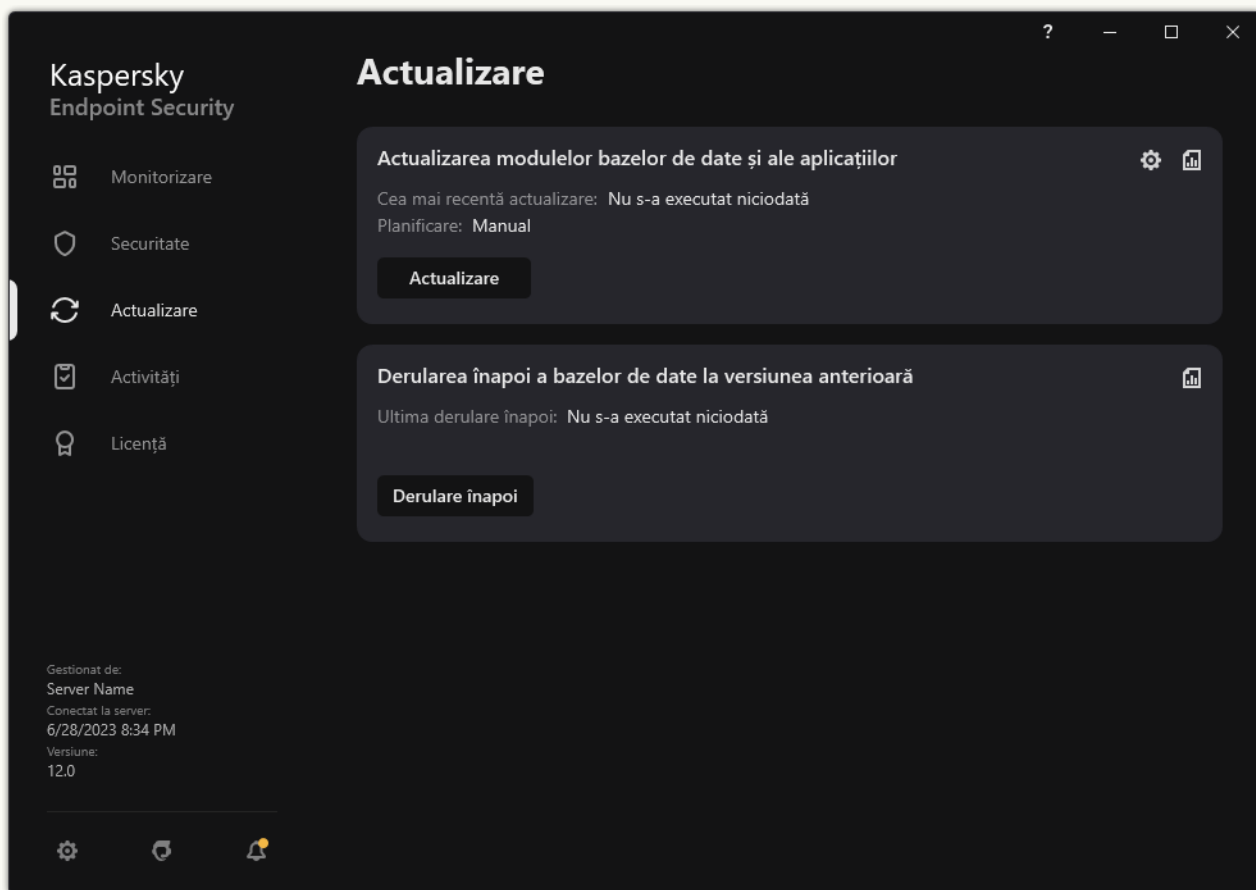 ?
Kaspersky
Endpoint Security
Monitorizare
Securitate
Actualizare
Activități
Licență
Gestionat de:
Server Name
Conectat la server:
6/28/2023 8:34 PM
Versiune:
12.0
Actualizare
Actualizarea modulelor bazelor de date și ale aplicațiilor
Cea mai recentă actualizare: Nu s-a executat niciodată
Planificare: Manual
Actualizare
Derularea înapoi a bazelor de date la versiunea anterioară
Ultima derulare înapoi: Nu s-a executat niciodată
Derulare înapoi